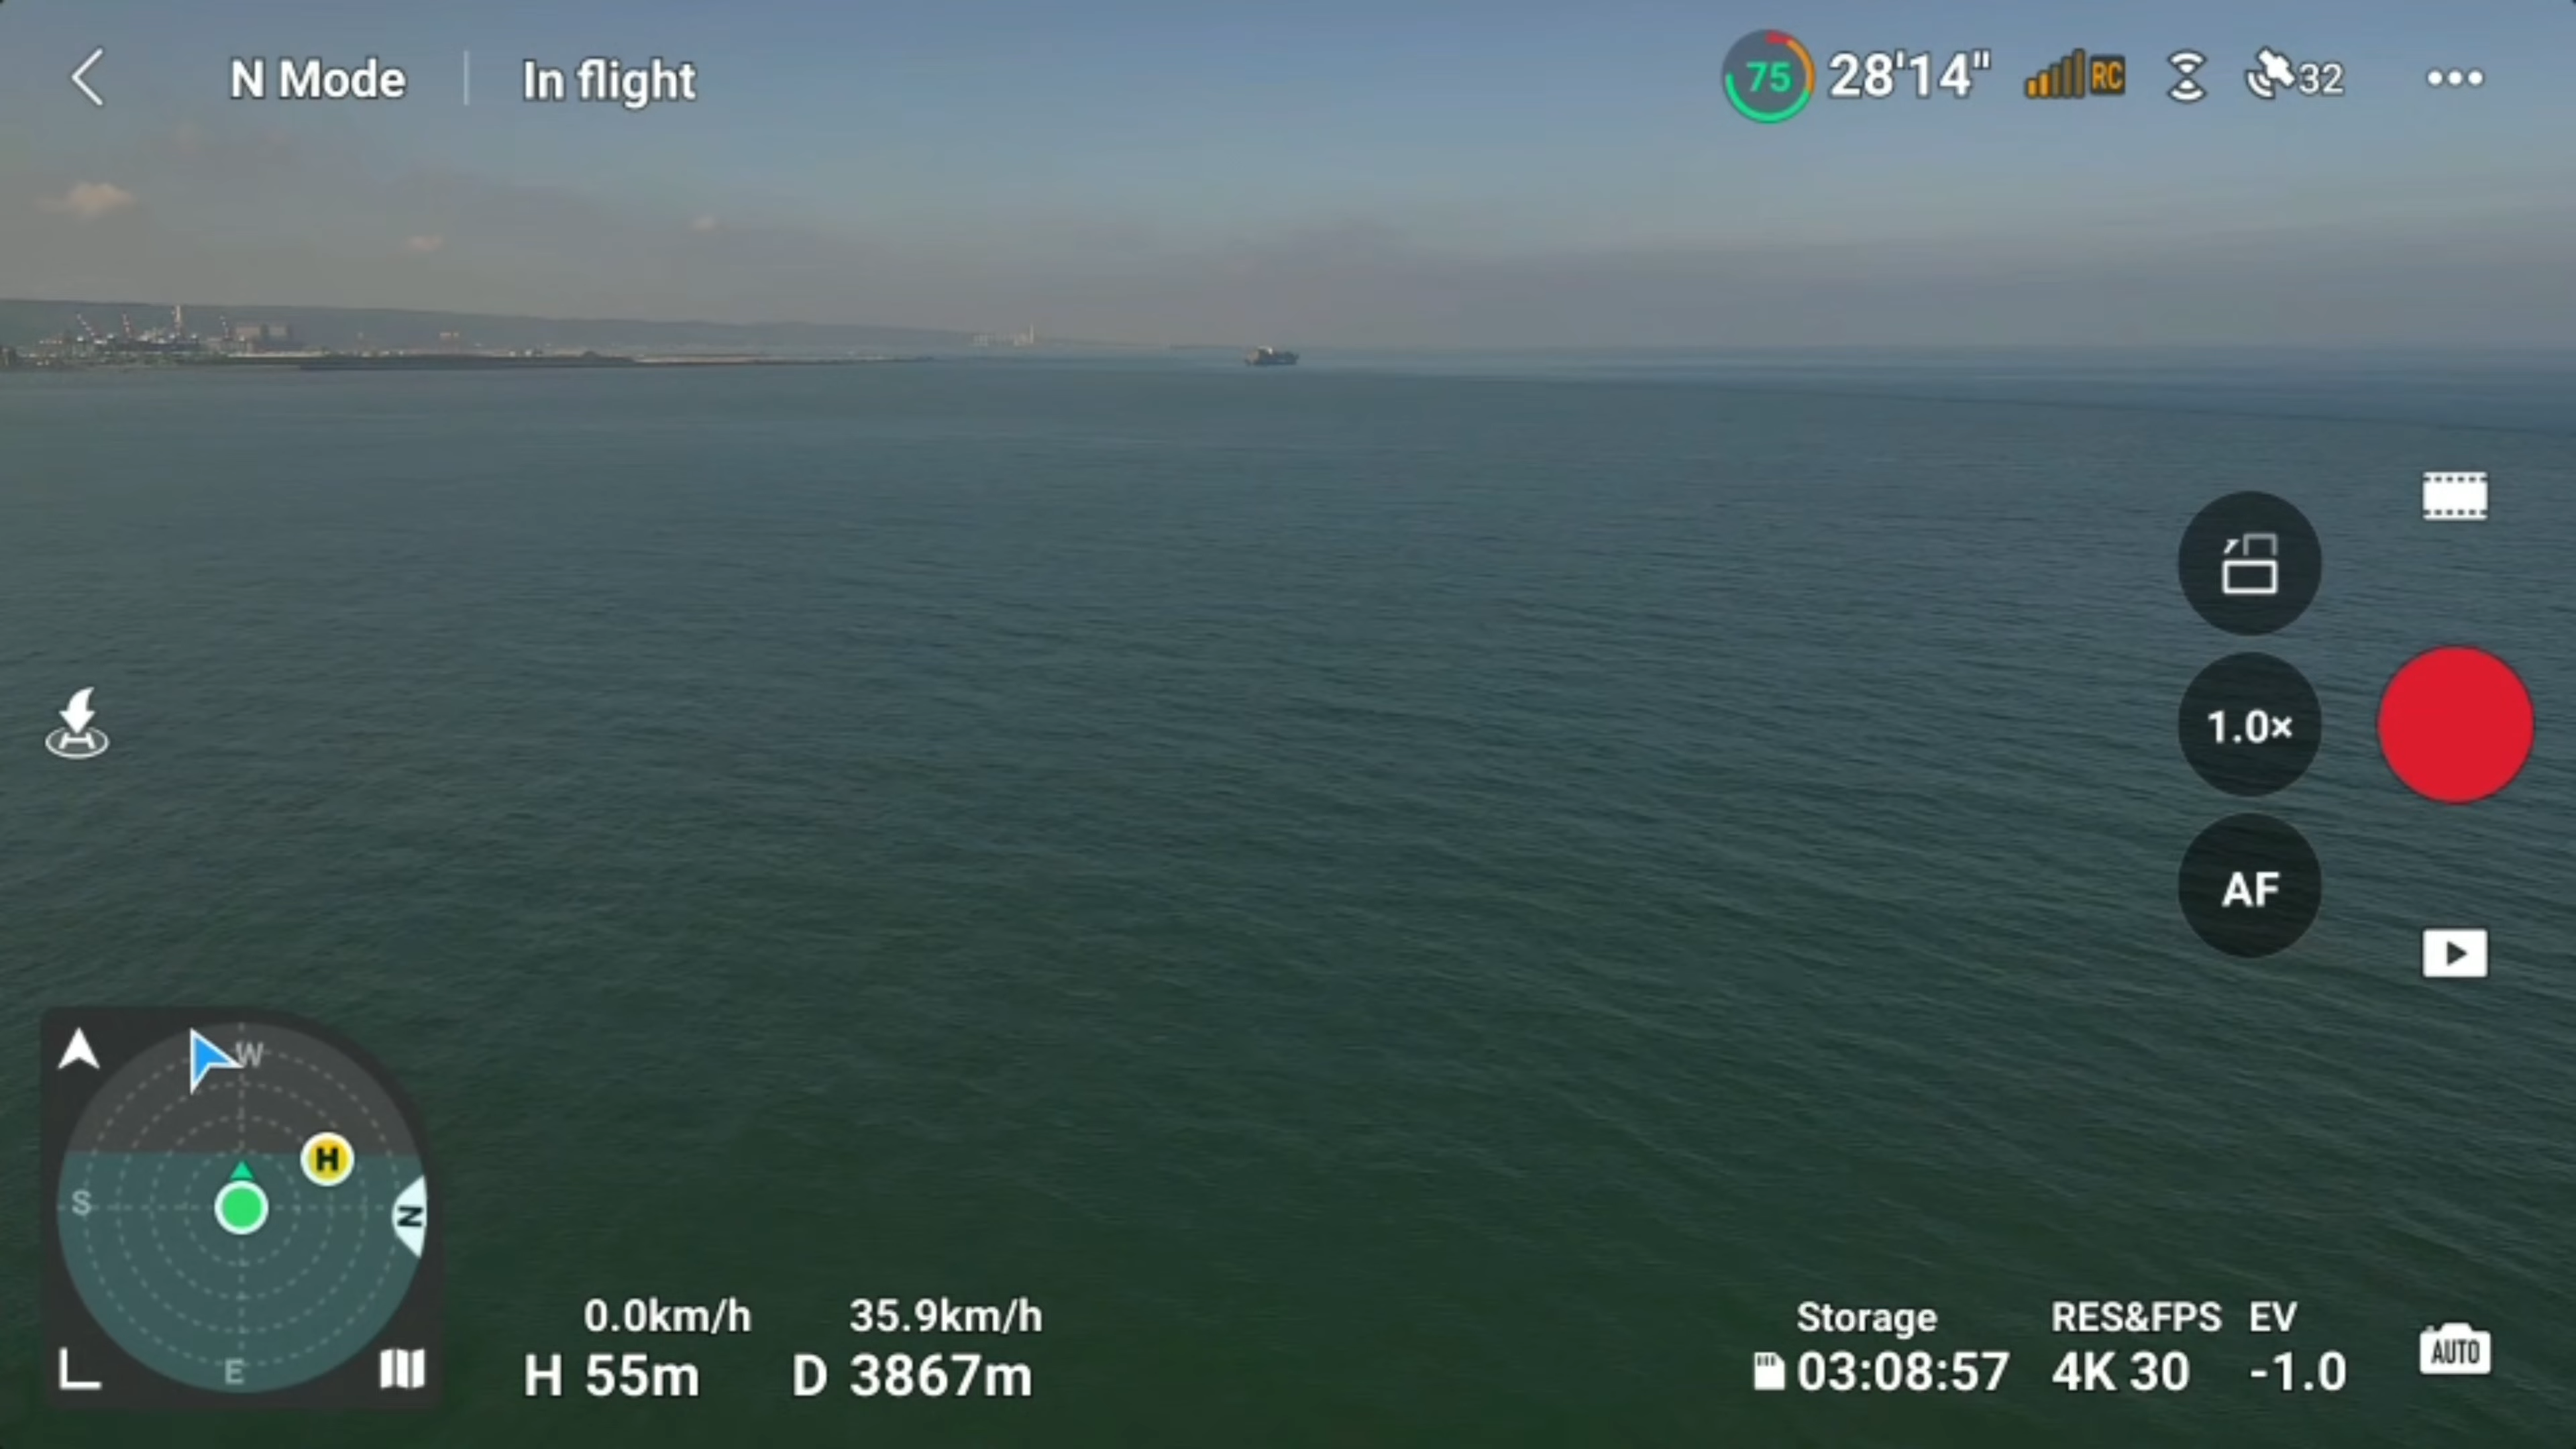 N Mode | In flight
75 28'14" RC 32
1.0×
AF
W
H
S
N
E
0.0km/h 35.9km/h
H 55m D 3867m
Storage RES&FPS EV
03:08:57 4K 30 -1.0
AUTO